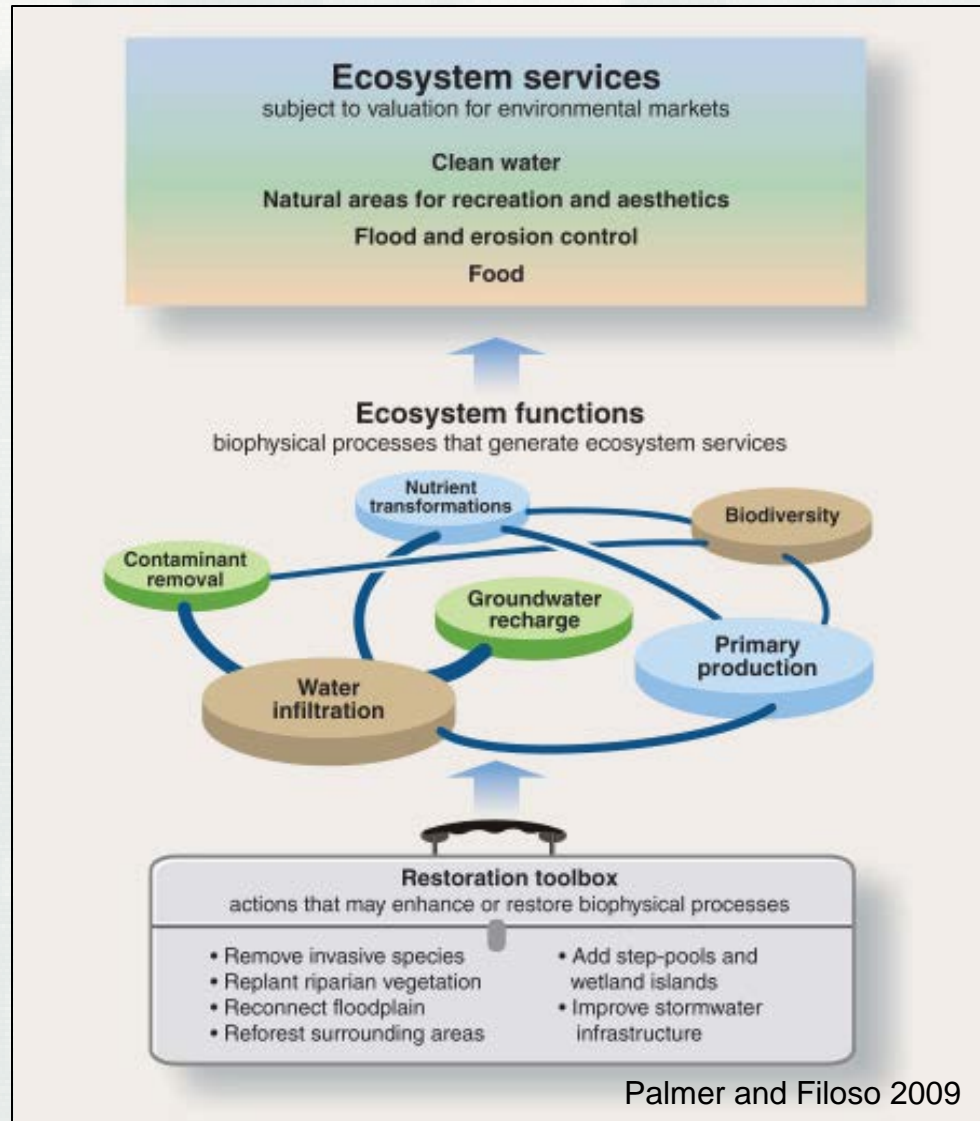 Ecosystem services
subject to valuation for environmental markets
Clean water
Natural areas for recreation and aesthetics
Flood and erosion control
Food
Ecosystem functions
biophysical processes that generate ecosystem services
Nutrient
transformations
Biodiversity
Contaminant
removal
Groundwater
recharge
Primary
production
Water
infiltration
Restoration toolbox
actions that may enhance or restore biophysical processes
• Remove invasive species
• Replant riparian vegetation
• Reconnect floodplain
• Reforest surrounding areas
• Add step-pools and
wetland islands
• Improve stormwater
infrastructure
Palmer and Filoso 2009